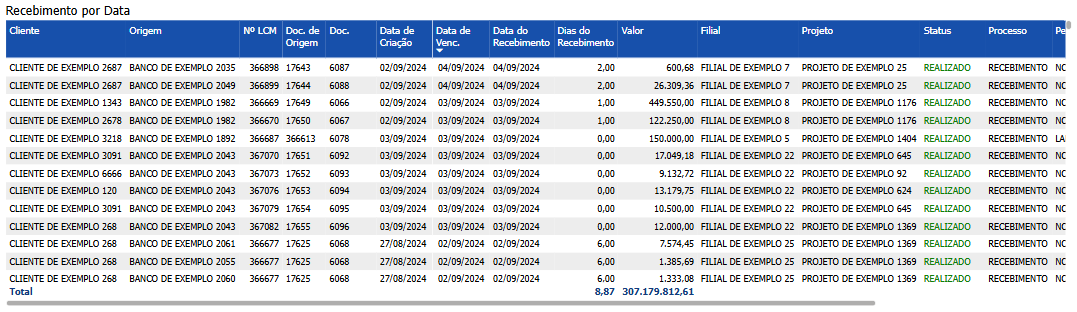 Recebimento por Data
Cliente Origem Nº LCM Doc. de Origem Doc. Data de Criação Data de Venc. Data do Recebimento Dias do Recebimento Valor Filial Projeto Status Processo Pe
CLIENTE DE EXEMPLO 2687 BANCO DE EXEMPLO 2035 366898 17643 6087 02/09/2024 04/09/2024 04/09/2024 2,00 600,68 FILIAL DE EXEMPLO 7 PROJETO DE EXEMPLO 25 REALIZADO RECEBIMENTO NC
CLIENTE DE EXEMPLO 2687 BANCO DE EXEMPLO 2049 366899 17644 6088 02/09/2024 04/09/2024 04/09/2024 2,00 26.309,36 FILIAL DE EXEMPLO 7 PROJETO DE EXEMPLO 25 REALIZADO RECEBIMENTO NC
CLIENTE DE EXEMPLO 1343 BANCO DE EXEMPLO 1982 366669 17649 6066 02/09/2024 03/09/2024 03/09/2024 1,00 449.550,00 FILIAL DE EXEMPLO 8 PROJETO DE EXEMPLO 1176 REALIZADO RECEBIMENTO NC
CLIENTE DE EXEMPLO 2678 BANCO DE EXEMPLO 1982 366670 17650 6067 02/09/2024 03/09/2024 03/09/2024 1,00 122.250,00 FILIAL DE EXEMPLO 8 PROJETO DE EXEMPLO 1176 REALIZADO RECEBIMENTO NC
CLIENTE DE EXEMPLO 3218 BANCO DE EXEMPLO 1892 366687 366613 6078 03/09/2024 03/09/2024 03/09/2024 0,00 150.000,00 FILIAL DE EXEMPLO 5 PROJETO DE EXEMPLO 1404 REALIZADO RECEBIMENTO LA
CLIENTE DE EXEMPLO 3091 BANCO DE EXEMPLO 2043 367070 17651 6092 03/09/2024 03/09/2024 03/09/2024 0,00 17.049,18 FILIAL DE EXEMPLO 22 PROJETO DE EXEMPLO 645 REALIZADO RECEBIMENTO NC
CLIENTE DE EXEMPLO 6666 BANCO DE EXEMPLO 2043 367073 17652 6093 03/09/2024 03/09/2024 03/09/2024 0,00 9.132,72 FILIAL DE EXEMPLO 22 PROJETO DE EXEMPLO 92 REALIZADO RECEBIMENTO NC
CLIENTE DE EXEMPLO 120 BANCO DE EXEMPLO 2043 367076 17653 6094 03/09/2024 03/09/2024 03/09/2024 0,00 13.179,75 FILIAL DE EXEMPLO 22 PROJETO DE EXEMPLO 624 REALIZADO RECEBIMENTO NC
CLIENTE DE EXEMPLO 3091 BANCO DE EXEMPLO 2043 367079 17654 6095 03/09/2024 03/09/2024 03/09/2024 0,00 10.500,00 FILIAL DE EXEMPLO 22 PROJETO DE EXEMPLO 645 REALIZADO RECEBIMENTO NC
CLIENTE DE EXEMPLO 268 BANCO DE EXEMPLO 2043 367082 17655 6096 03/09/2024 03/09/2024 03/09/2024 0,00 12.000,00 FILIAL DE EXEMPLO 22 PROJETO DE EXEMPLO 1369 REALIZADO RECEBIMENTO NC
CLIENTE DE EXEMPLO 268 BANCO DE EXEMPLO 2061 366677 17625 6068 27/08/2024 02/09/2024 02/09/2024 6,00 7.574,45 FILIAL DE EXEMPLO 25 PROJETO DE EXEMPLO 1369 REALIZADO RECEBIMENTO NC
CLIENTE DE EXEMPLO 268 BANCO DE EXEMPLO 2055 366677 17625 6068 27/08/2024 02/09/2024 02/09/2024 6,00 1.385,69 FILIAL DE EXEMPLO 25 PROJETO DE EXEMPLO 1369 REALIZADO RECEBIMENTO NC
CLIENTE DE EXEMPLO 268 BANCO DE EXEMPLO 2060 366677 17625 6068 27/08/2024 02/09/2024 02/09/2024 6,00 1.333,08 FILIAL DE EXEMPLO 25 PROJETO DE EXEMPLO 1369 REALIZADO RECEBIMENTO NC
Total 8,87 307.179.812,61